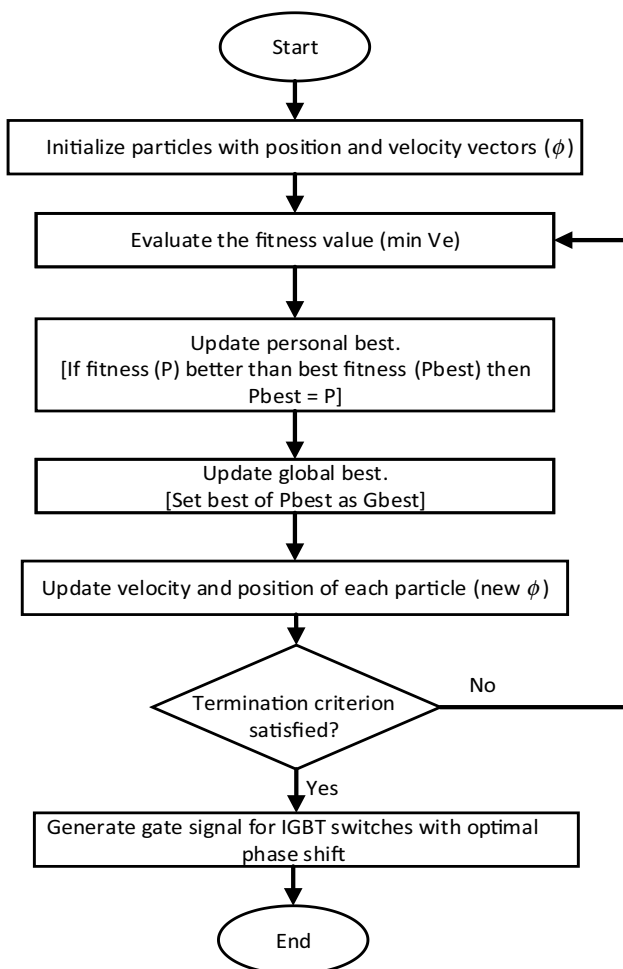 Start
Initialize particles with position and velocity vectors (ϕ)
Evaluate the fitness value (min Ve)
Update personal best.
[If fitness (P) better than best fitness (Pbest) then
Pbest = P]
Update global best.
[Set best of Pbest as Gbest]
Update velocity and position of each particle (new ϕ)
Termination criterion
satisfied?
No
Yes
Generate gate signal for IGBT switches with optimal
phase shift
End